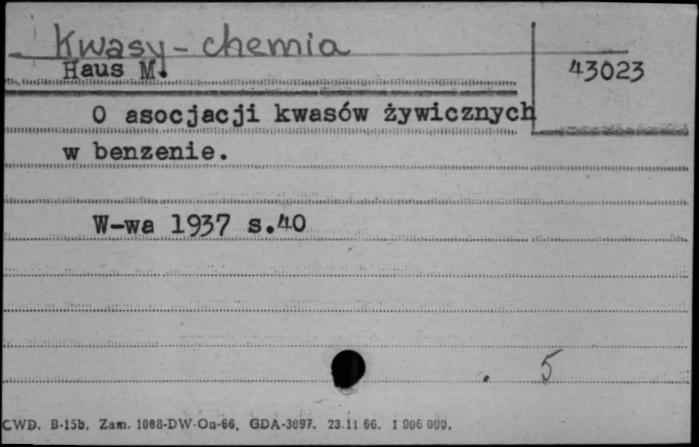 Kwasy - chemia
Haus M.
43023
O asocjacji kwasów żywicznych
w benzenie.
W-wa 1937 s.40
5
CWD. B-15b. Zam. 1088-DW-On-66. GDA-3097. 23.11 66. 1 906 000.